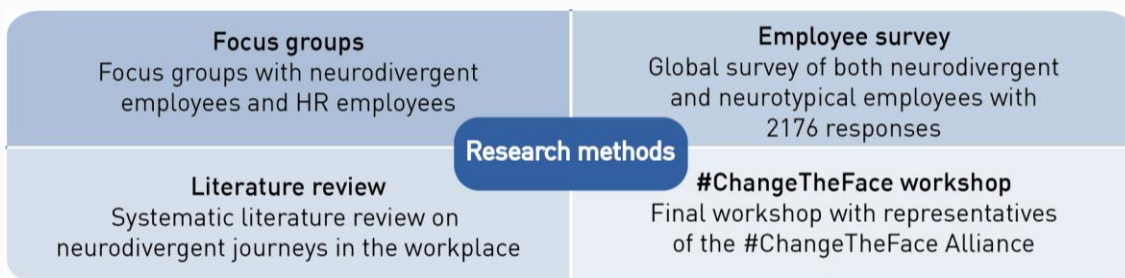 Focus groups
Focus groups with neurodivergent
employees and HR employees
Employee survey
Global survey of both neurodivergent
and neurotypical employees with
2176 responses
Research methods
Literature review
Systematic literature review on
neurodivergent journeys in the workplace
#ChangeTheFace workshop
Final workshop with representatives
of the #ChangeTheFace Alliance